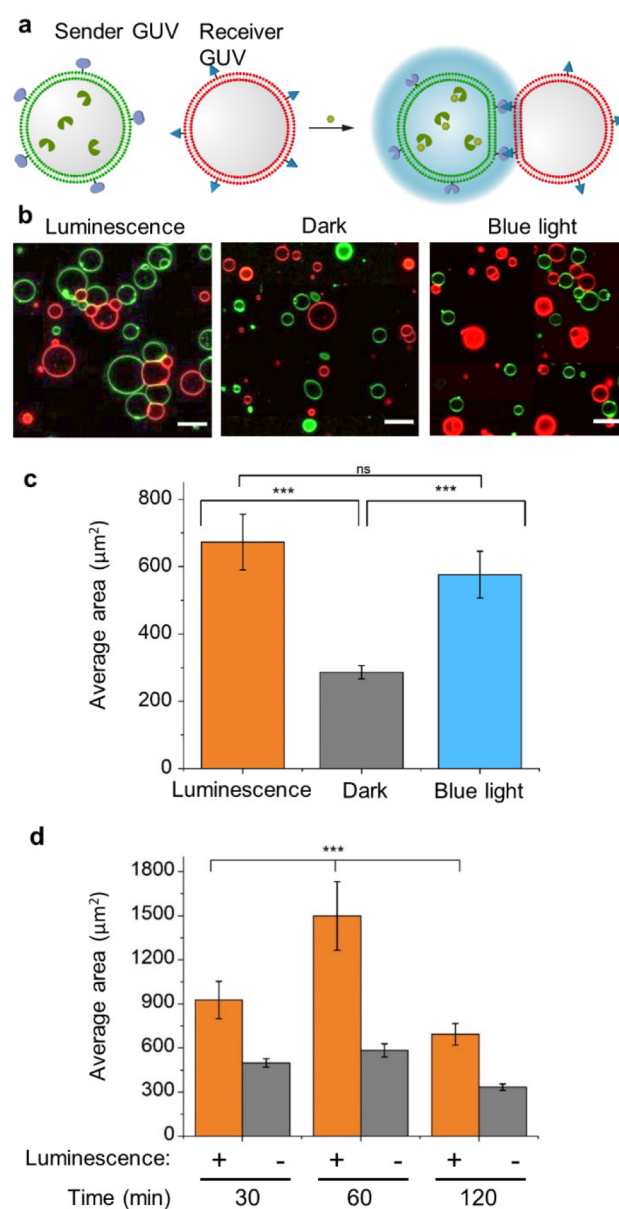 a
Sender GUV
Receiver
GUV
b
Luminescence
Dark
Blue light
c
ns
***
***
800
600
400
200
0
Average area (μm²)
Luminescence
Dark
Blue light
d
***
1800
1500
1200
900
600
300
0
Average area (μm²)
Luminescence: + - + - + -
Time (min) 30 60 120